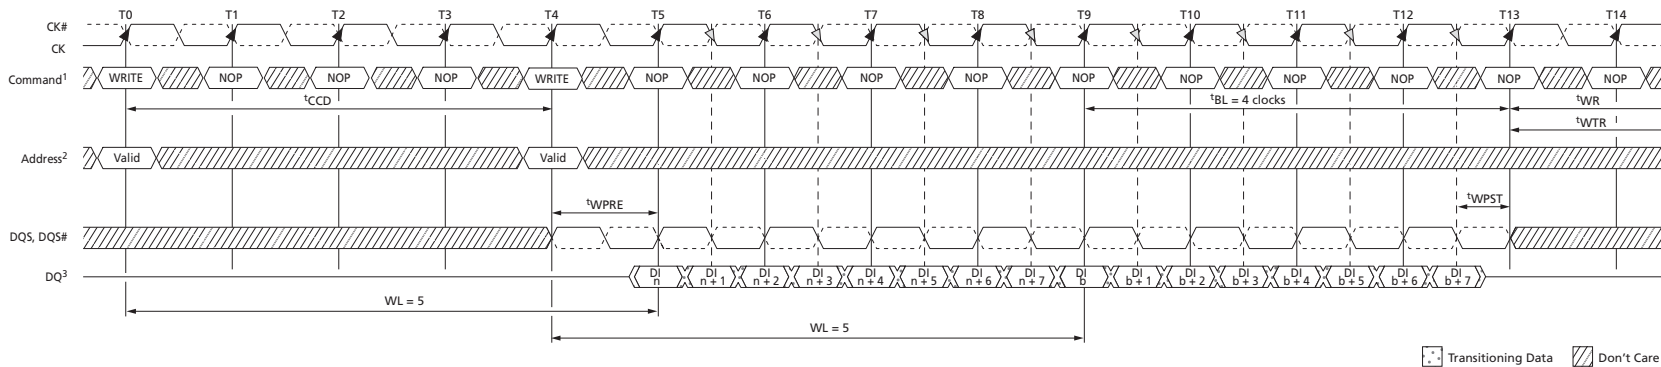 T0 T1 T2 T3 T4 T5 T6 T7 T8 T9 T10 T11 T12 T13 T14
CK#
CK
Command1 WRITE NOP NOP NOP WRITE NOP NOP NOP NOP NOP NOP NOP NOP NOP NOP
tCCD tBL = 4 clocks tWR
tWTR
Address2 Valid Valid
tWPRE tWPST
DQS, DQS#
DQ3 DI n DI n + 1 DI n + 2 DI n + 3 DI n + 4 DI n + 5 DI n + 6 DI n + 7 DI b DI b + 1 DI b + 2 DI b + 3 DI b + 4 DI b + 5 DI b + 6 DI b + 7
WL = 5
WL = 5
Transitioning Data Don't Care